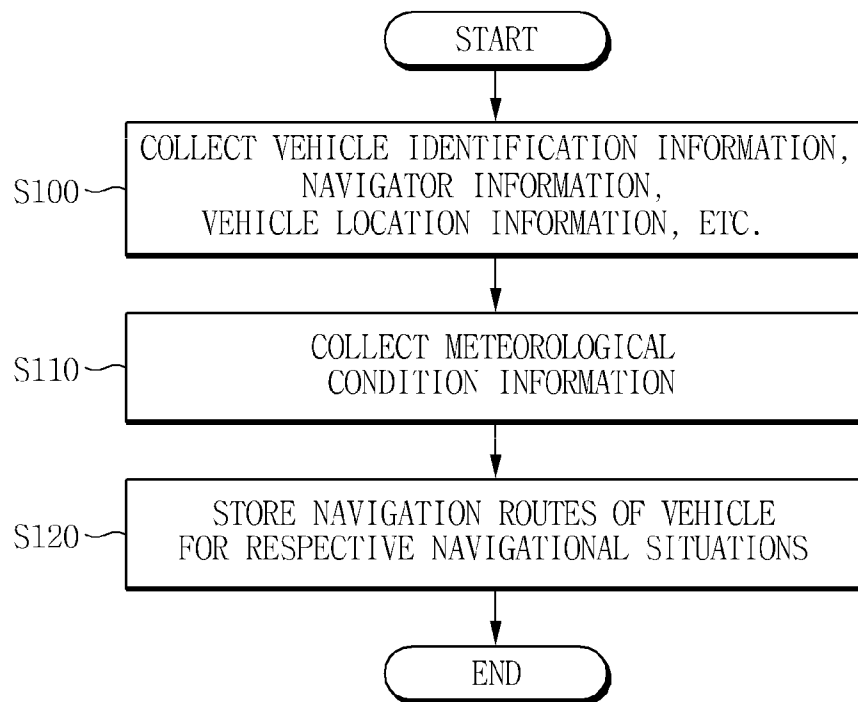 START
COLLECT VEHICLE IDENTIFICATION INFORMATION,
NAVIGATOR INFORMATION,
VEHICLE LOCATION INFORMATION, ETC.
S100
COLLECT METEOROLOGICAL
CONDITION INFORMATION
S110
STORE NAVIGATION ROUTES OF VEHICLE
FOR RESPECTIVE NAVIGATIONAL SITUATIONS
S120
END